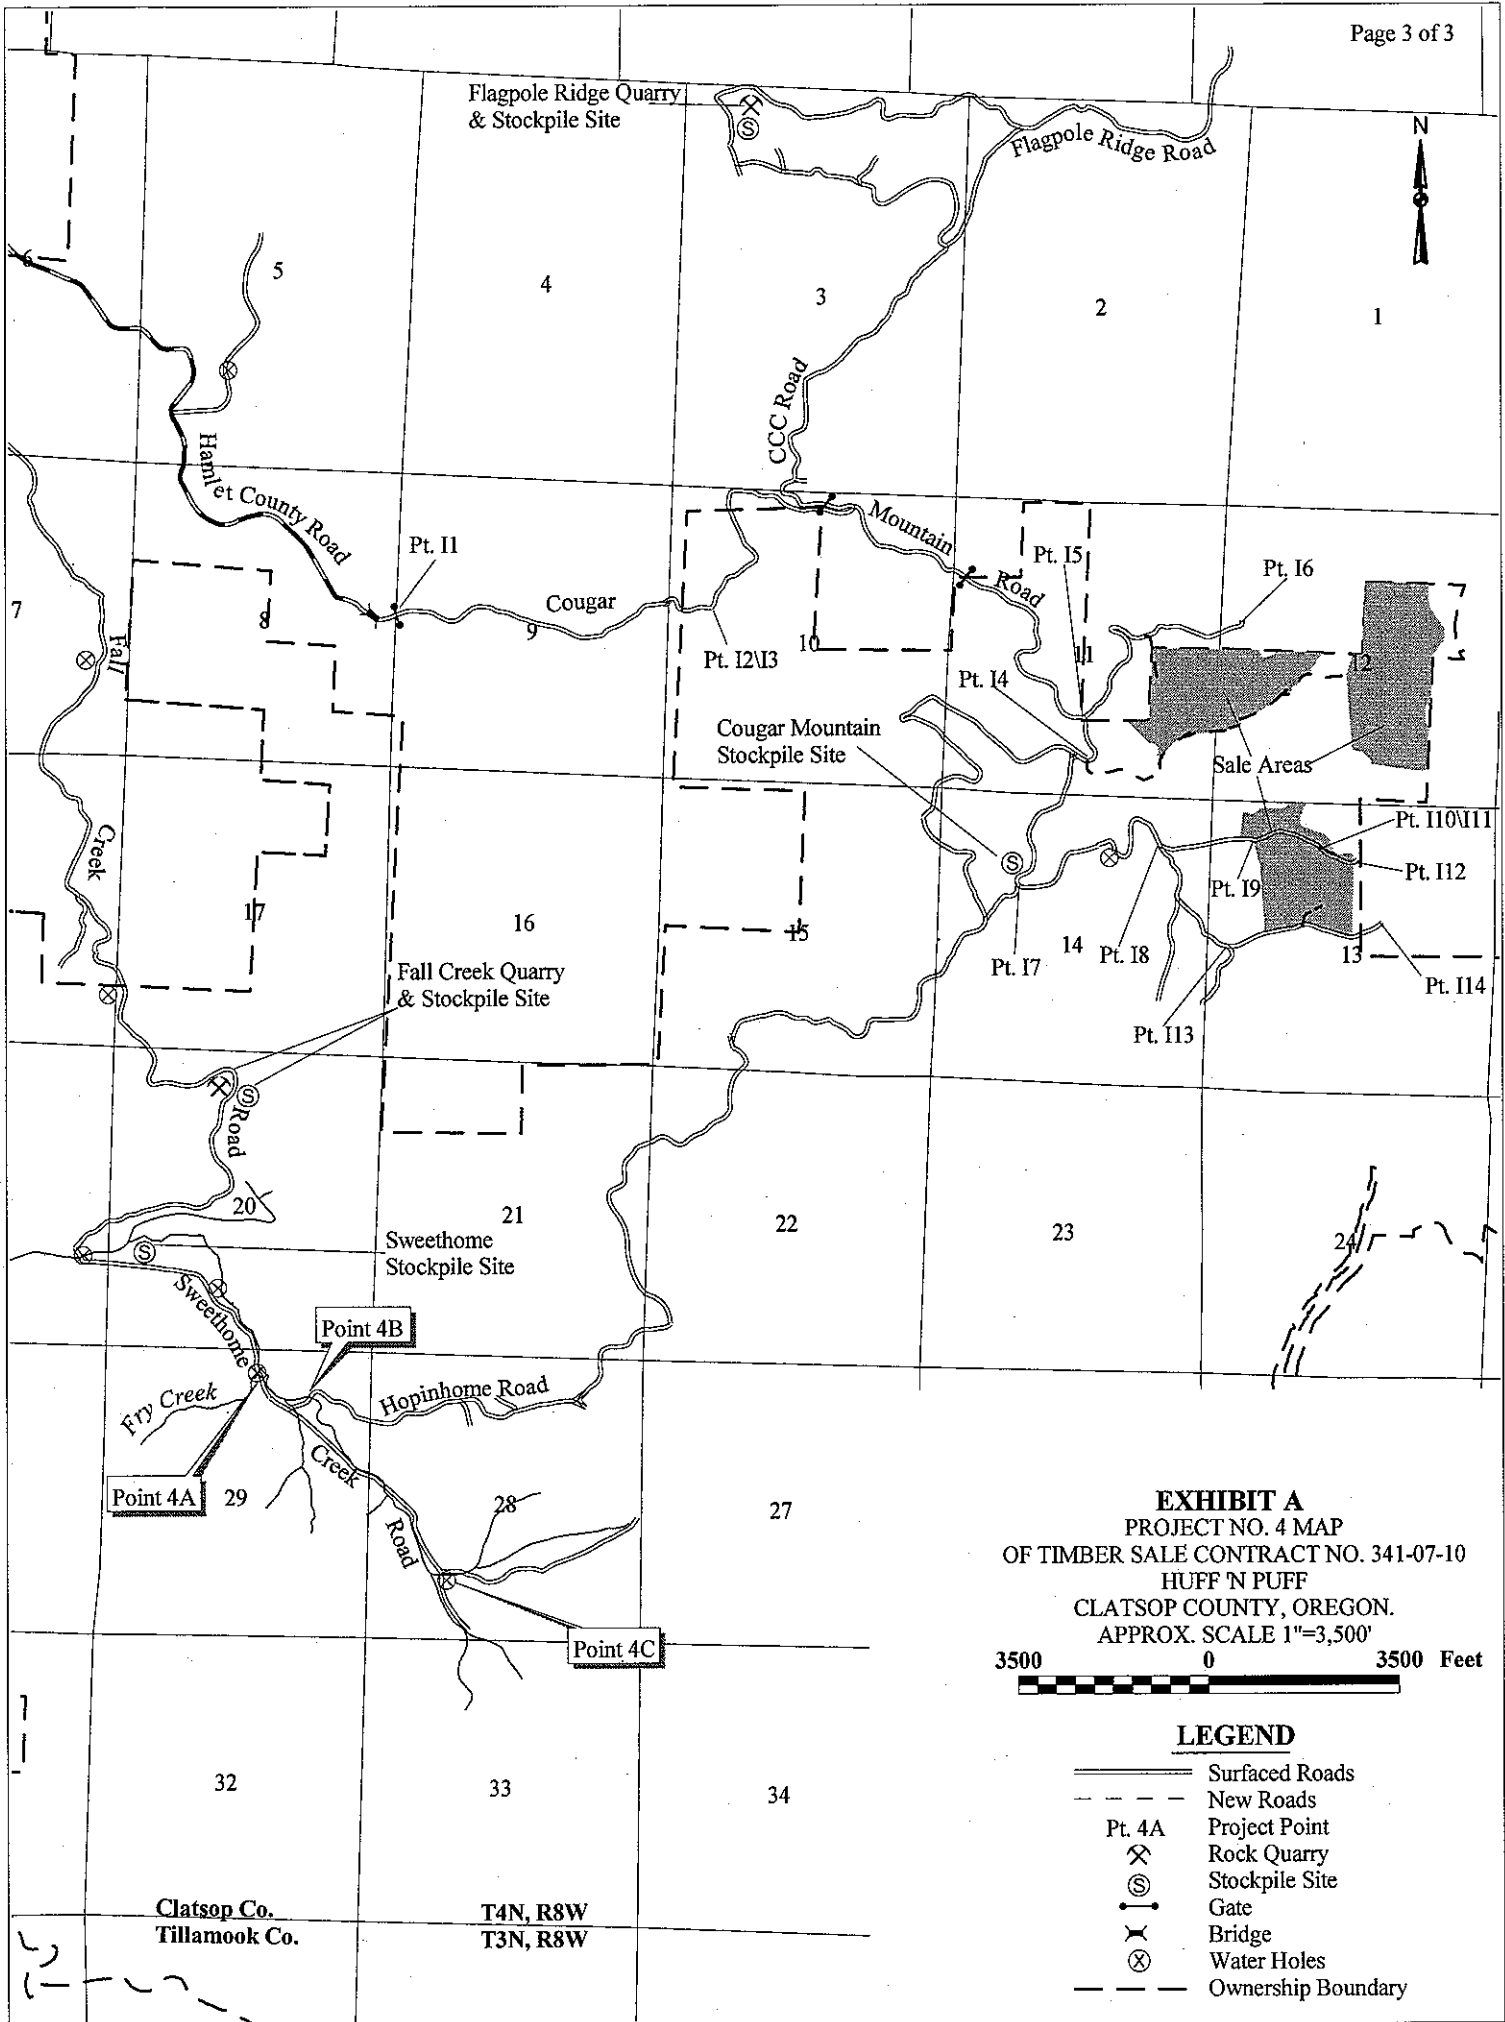 Page 3 of 3
Flagpole Ridge Quarry
& Stockpile Site
Flagpole Ridge Road
N
6
5
4
3
2
1
CCC Road
Hamlet County Road
Pt. I1
Mountain
Road
Pt. I5
Pt. I6
7
8
9
Cougar
10
11
12
Fall
Pt. I2\I3
Pt. I4
Cougar Mountain
Stockpile Site
Sale Areas
Creek
Pt. I10\I11
Pt. I12
Pt. I9
17
16
15
14
13
Pt. I7
Pt. I8
Pt. I14
Pt. I13
Fall Creek Quarry
& Stockpile Site
Road
20
21
22
23
24
Sweethome
Stockpile Site
Sweethome
Point 4B
Fry Creek
Hopinhome Road
Creek
Point 4A
29
28
27
Road
Point 4C
32
33
34
Clatsop Co.
Tillamook Co.
T4N, R8W
T3N, R8W
EXHIBIT A
PROJECT NO. 4 MAP
OF TIMBER SALE CONTRACT NO. 341-07-10
HUFF 'N PUFF
CLATSOP COUNTY, OREGON.
APPROX. SCALE 1"=3,500'
3500 0 3500 Feet
LEGEND
Surfaced Roads
New Roads
Pt. 4A Project Point
Rock Quarry
S Stockpile Site
Gate
Bridge
Water Holes
Ownership Boundary